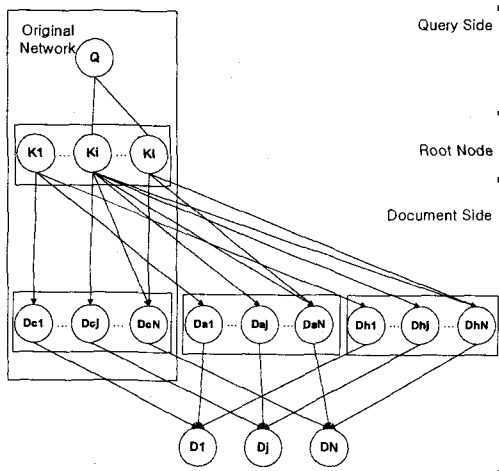 Original
Network
Query Side
Q
K1 ... Ki ... Kl
Root Node
Document Side
Dc1 ... Dcj ... DcN Da1 ... Daj ... DaN Dh1 ... Dhj ... DhN
D1 Dj DN